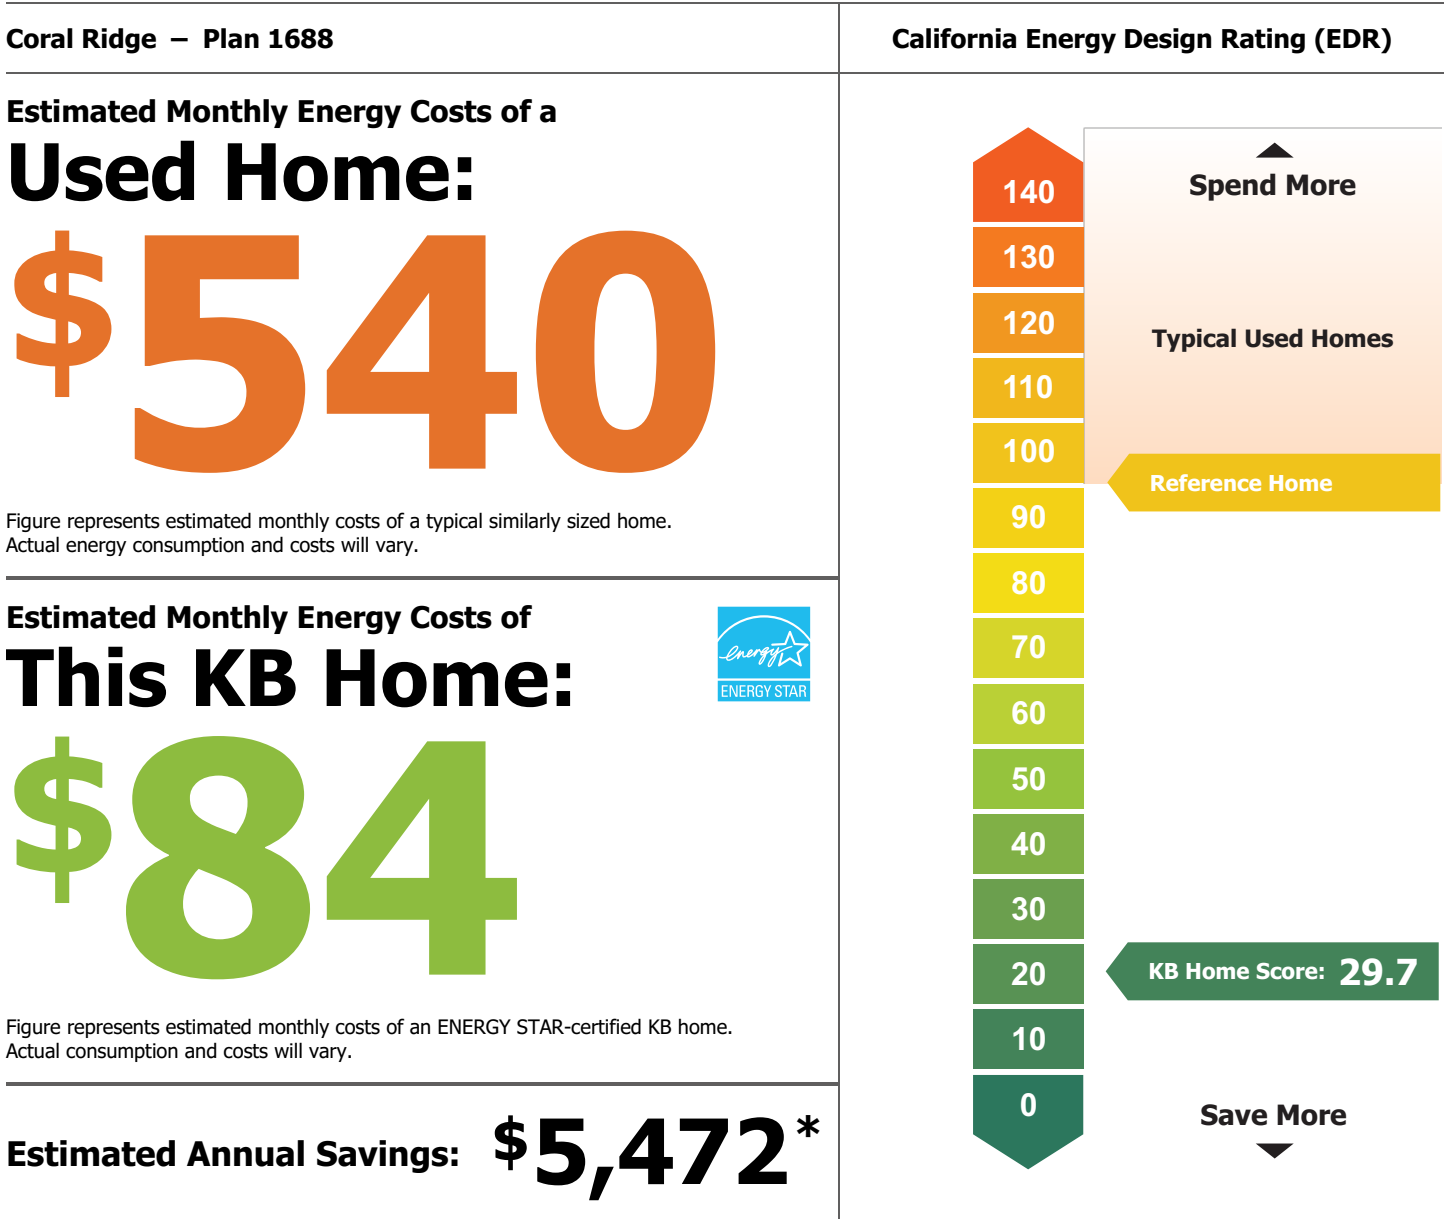 Coral Ridge – Plan 1688
Estimated Monthly Energy Costs of a
Used Home:
$540
Figure represents estimated monthly costs of a typical similarly sized home.
Actual energy consumption and costs will vary.
Estimated Monthly Energy Costs of
This KB Home:
energy
ENERGY STAR
$84
Figure represents estimated monthly costs of an ENERGY STAR-certified KB home.
Actual consumption and costs will vary.
Estimated Annual Savings: $5,472*
California Energy Design Rating (EDR)
140
130
120
110
100
90
80
70
60
50
40
30
20
10
0
Spend More
Typical Used Homes
Reference Home
KB Home Score: 29.7
Save More